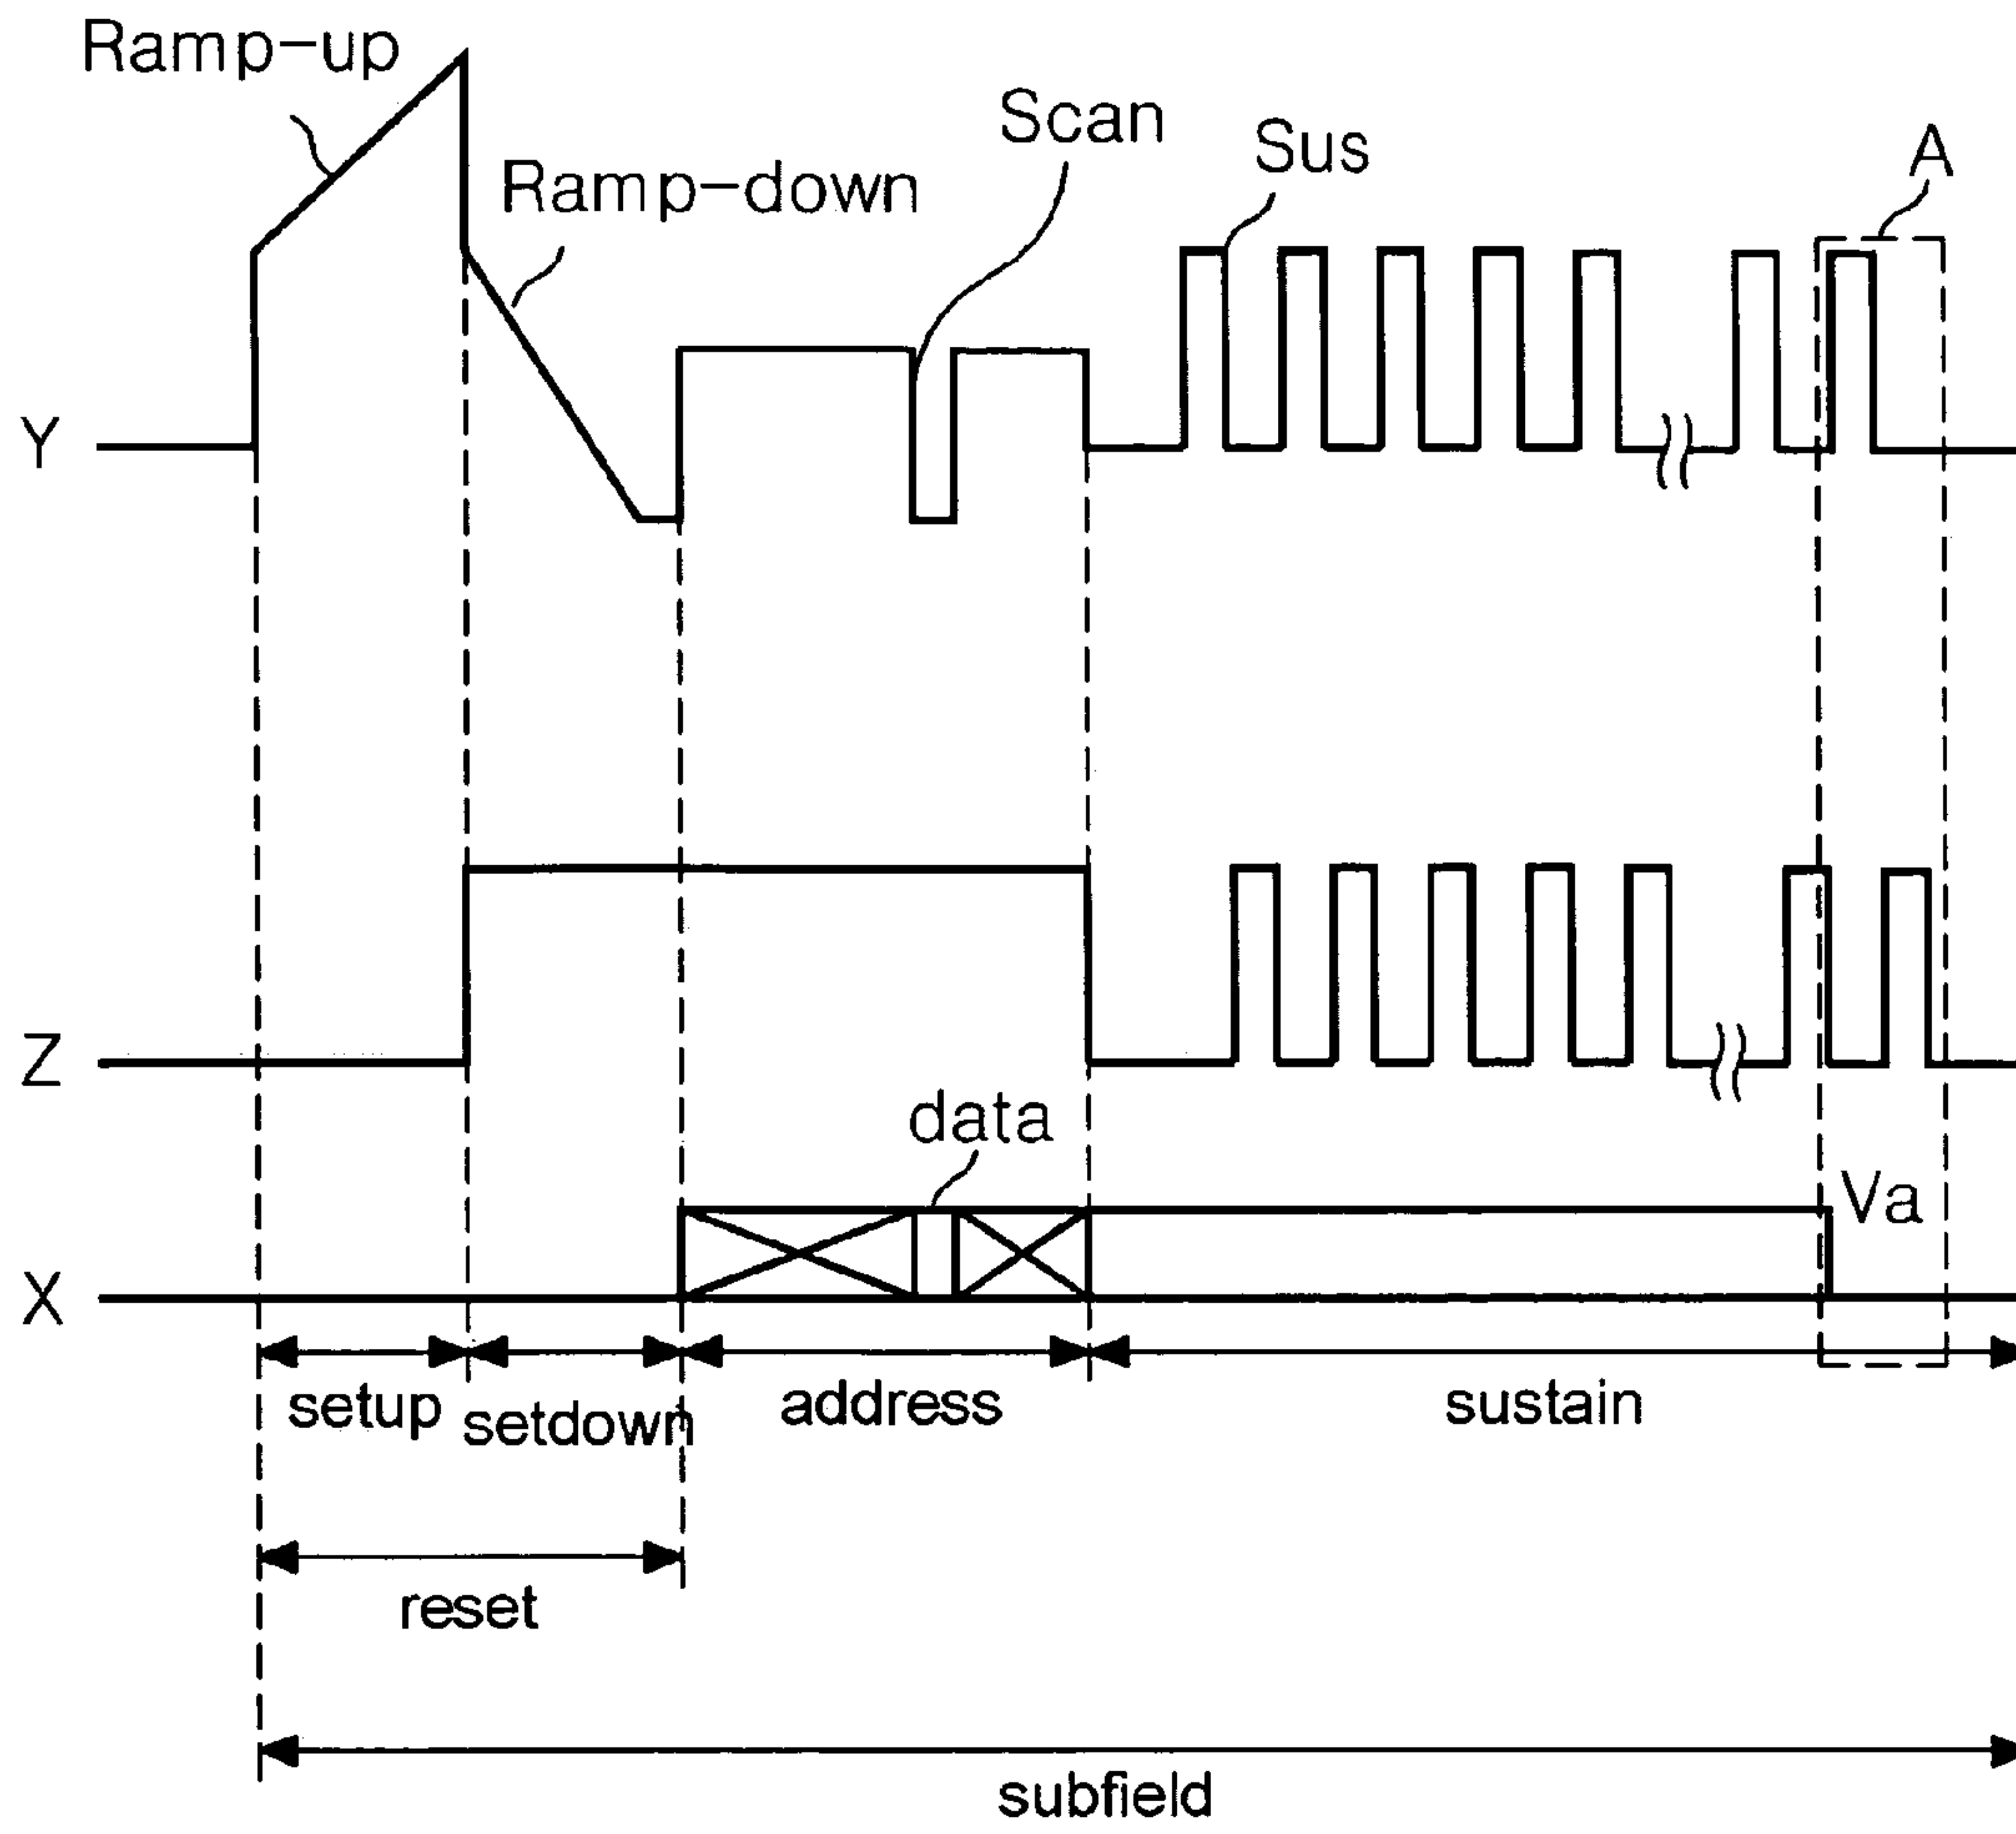 Ramp-up
Scan
Sus
A
Ramp-down
Y
Z
data
Va
X
setup
setdown
address
sustain
reset
subfield